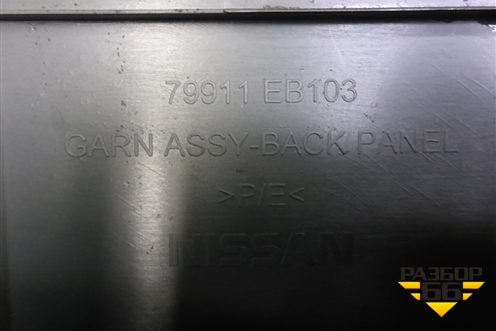 79911 EB103
GARN ASSY-BACK PANEL
>P/E<
NISSAN
РАЗБОР
66